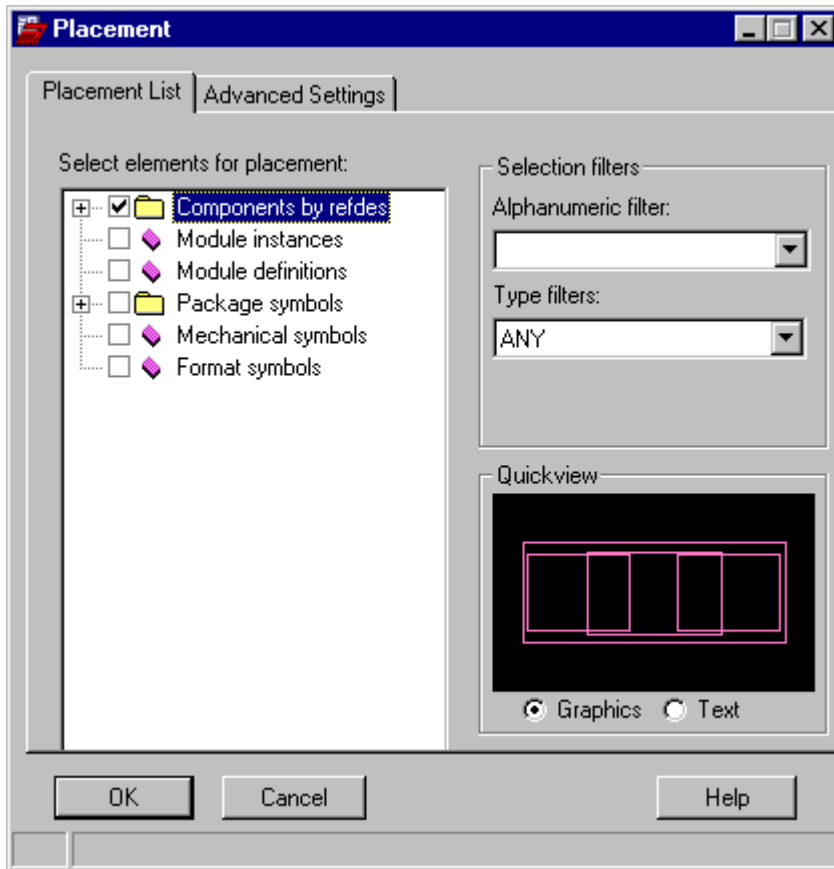 Placement
Placement List
Advanced Settings
Select elements for placement:
Components by refdes
Module instances
Module definitions
Package symbols
Mechanical symbols
Format symbols
Selection filters
Alphanumeric filter:
Type filters:
ANY
Quickview
Graphics
Text
OK
Cancel
Help